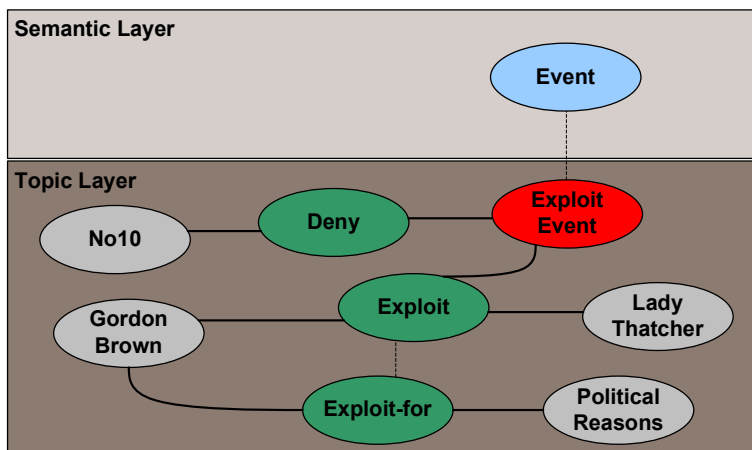 Semantic Layer
Event
Topic Layer
Exploit
Event
Deny
No10
Exploit
Lady
Thatcher
Gordon
Brown
Exploit-for
Political
Reasons